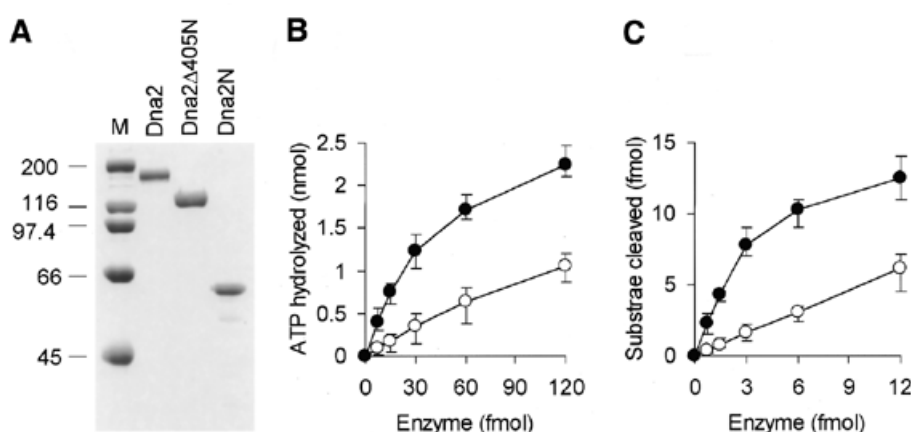 A
M
Dna2
Dna2Δ405N
Dna2N
200
116
97.4
66
45
B
ATP hydrolyzed (nmol)
2.5
2
1.5
1
0.5
0
0 30 60 90 120
Enzyme (fmol)
C
Substrae cleaved (fmol)
15
10
5
0
0 3 6 9 12
Enzyme (fmol)